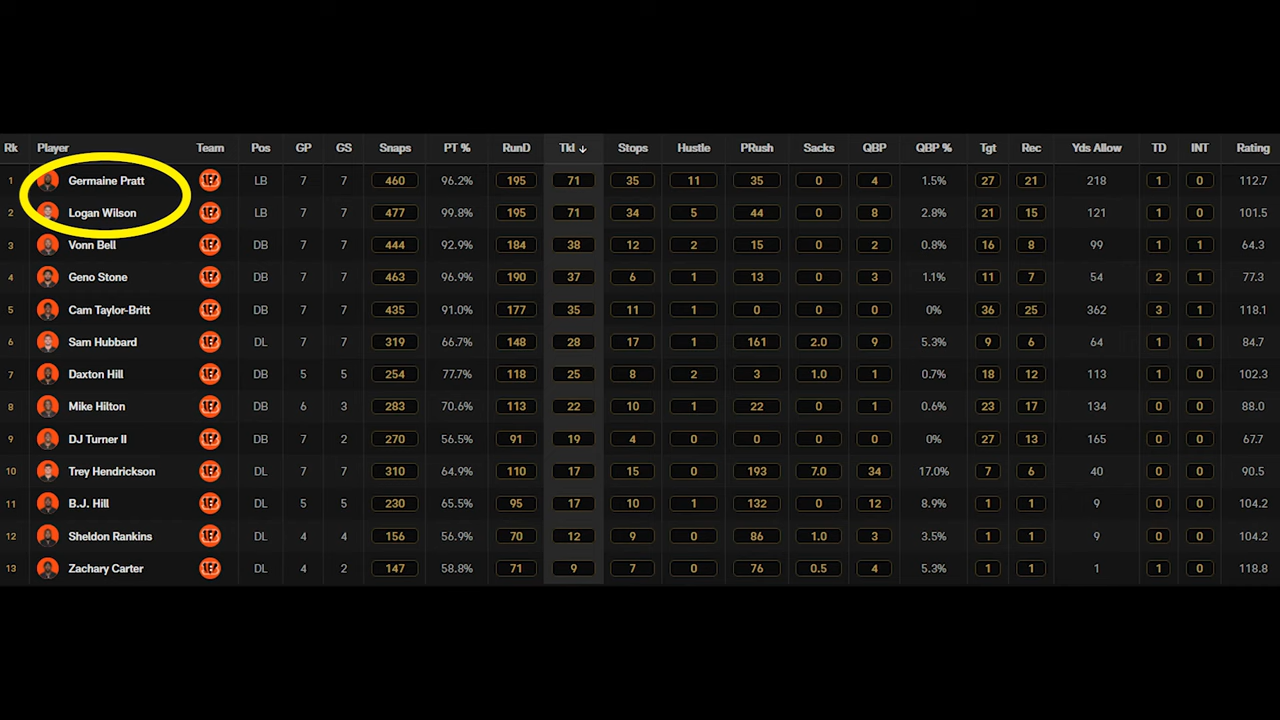 Rk Player Team Pos GP GS Snaps PT % RunD Tkl ↓ Stops Hustle PRush Sacks QBP QBP % Tgt Rec Yds Allow TD INT Rating
1 Germaine Pratt LB 7 7 460 96.2% 195 71 35 11 35 0 4 1.5% 27 21 218 1 0 112.7
2 Logan Wilson LB 7 7 477 99.8% 195 71 34 5 44 0 8 2.8% 21 15 121 1 0 101.5
3 Vonn Bell DB 7 7 444 92.9% 184 38 12 2 15 0 2 0.8% 16 8 99 1 1 64.3
4 Geno Stone DB 7 7 463 96.9% 190 37 6 1 13 0 3 1.1% 11 7 54 2 1 77.3
5 Cam Taylor-Britt DB 7 7 435 91.0% 177 35 11 1 0 0 0 0% 36 25 362 3 1 118.1
6 Sam Hubbard DL 7 7 319 66.7% 148 28 17 1 161 2.0 9 5.3% 9 6 64 1 1 84.7
7 Daxton Hill DB 5 5 254 77.7% 118 25 8 2 3 1.0 1 0.7% 18 12 113 1 0 102.3
8 Mike Hilton DB 6 3 283 70.6% 113 22 10 1 22 0 1 0.6% 23 17 134 0 0 88.0
9 DJ Turner II DB 7 2 270 56.5% 91 19 4 0 0 0 0 0% 27 13 165 0 0 67.7
10 Trey Hendrickson DL 7 7 310 64.9% 110 17 15 0 193 7.0 34 17.0% 7 6 40 0 0 90.5
11 B.J. Hill DL 5 5 230 65.5% 95 17 10 1 132 0 12 8.9% 1 1 9 0 0 104.2
12 Sheldon Rankins DL 4 4 156 56.9% 70 12 9 0 86 1.0 3 3.5% 1 1 9 0 0 104.2
13 Zachary Carter DL 4 2 147 58.8% 71 9 7 0 76 0.5 4 5.3% 1 1 1 1 0 118.8